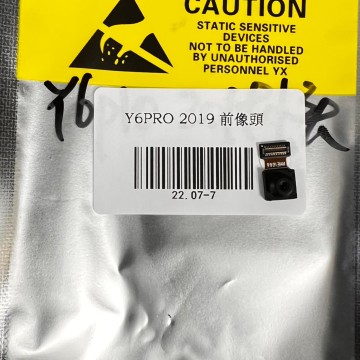 CAUTION
STATIC SENSITIVE
DEVICES
NOT TO BE HANDLED
BY UNAUTHORISED
PERSONNEL YX
Y6
Y6PRO 2019 前像頭
22.07-7